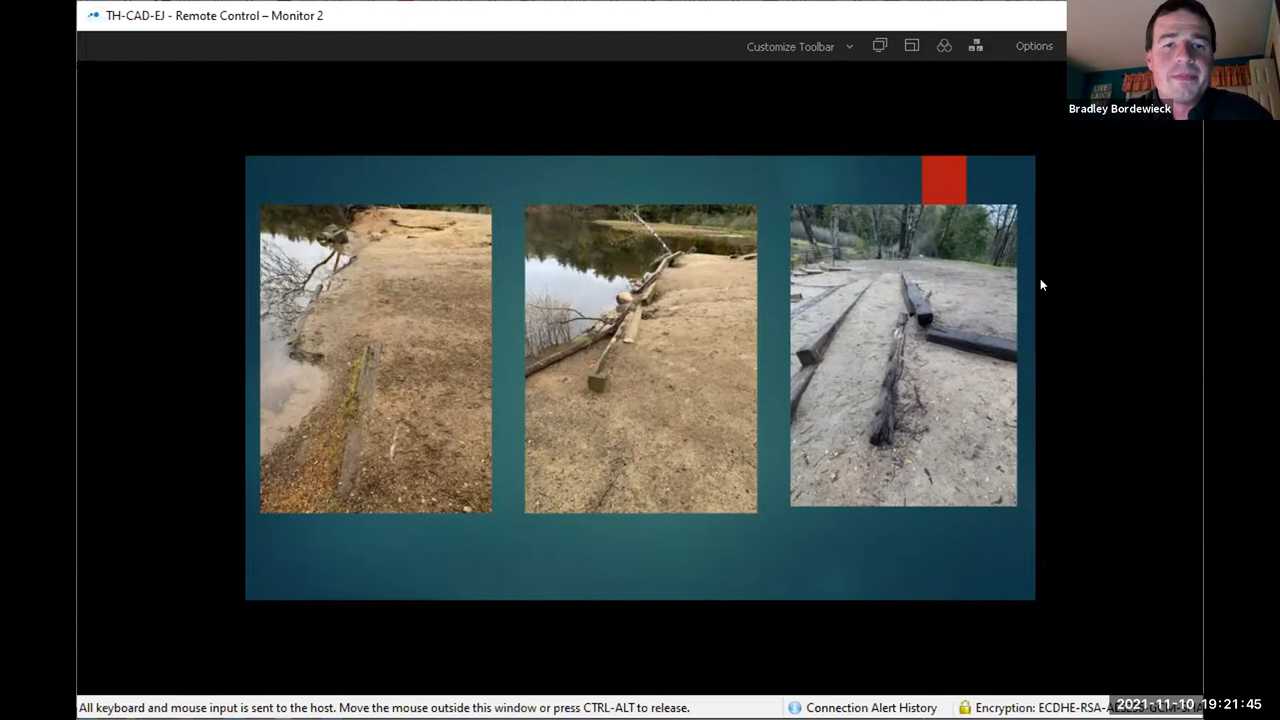 TH-CAD-EJ - Remote Control – Monitor 2
Customize Toolbar
Options
LIVE
LAUGH
Bradley Bordewieck
All keyboard and mouse input is sent to the host. Move the mouse outside this window or press CTRL-ALT to release.
Connection Alert History
Encryption: ECDHE-RSA-
2021-11-10 19:21:45